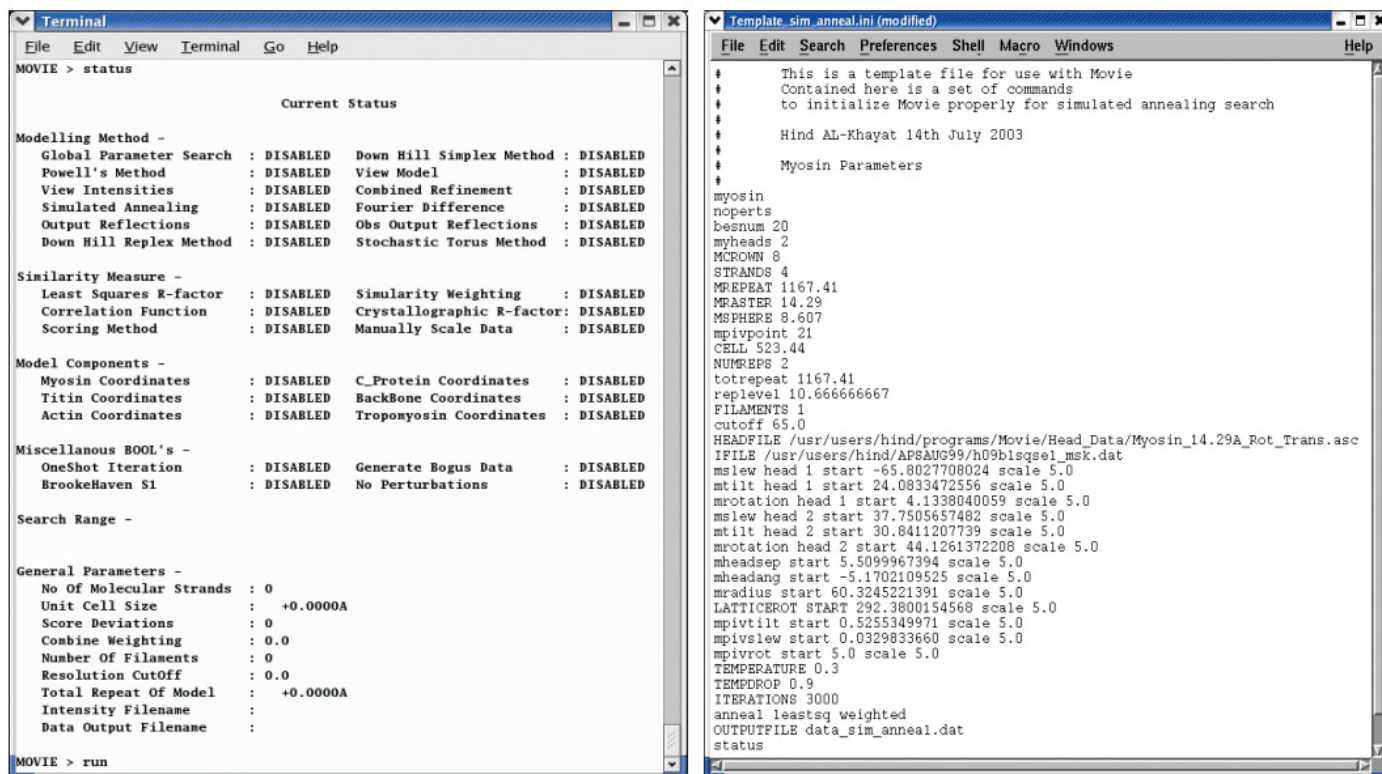 Terminal
File Edit View Terminal Go Help
MOVIE > status
Current Status
Modelling Method -
Global Parameter Search : DISABLED Down Hill Simplex Method : DISABLED
Powell's Method : DISABLED View Model : DISABLED
View Intensities : DISABLED Combined Refinement : DISABLED
Simulated Annealing : DISABLED Fourier Difference : DISABLED
Output Reflections : DISABLED Obs Output Reflections : DISABLED
Down Hill Replex Method : DISABLED Stochastic Torus Method : DISABLED
Similarity Measure -
Least Squares R-factor : DISABLED Simularity Weighting : DISABLED
Correlation Function : DISABLED Crystallographic R-factor: DISABLED
Scoring Method : DISABLED Manually Scale Data : DISABLED
Model Components -
Myosin Coordinates : DISABLED C_Protein Coordinates : DISABLED
Titin Coordinates : DISABLED BackBone Coordinates : DISABLED
Actin Coordinates : DISABLED Tropomyosin Coordinates : DISABLED
Miscellanous BOOL's -
OneShot Iteration : DISABLED Generate Bogus Data : DISABLED
BrookeHaven S1 : DISABLED No Perturbations : DISABLED
Search Range -
General Parameters -
No Of Molecular Strands : 0
Unit Cell Size : +0.0000A
Score Deviations : 0
Combine Weighting : 0.0
Number Of Filaments : 0
Resolution CutOff : 0.0
Total Repeat Of Model : +0.0000A
Intensity Filename :
Data Output Filename :
MOVIE > run
Template_sim_anneal.ini (modified)
File Edit Search Preferences Shell Macro Windows Help
# This is a template file for use with Movie
# Contained here is a set of commands
# to initialize Movie properly for simulated annealing search
#
# Hind AL-Khayat 14th July 2003
#
# Myosin Parameters
#
myosin
noperts
besnum 20
myheads 2
MCROWN 8
STRANDS 4
MREPEAT 1167.41
MRASTER 14.29
MSPHERE 8.607
mpivpoint 21
CELL 523.44
NUMREPS 2
totrepeat 1167.41
replevel 10.666666667
FILAMENTS 1
cutoff 65.0
HEADFILE /usr/users/hind/programs/Movie/Head_Data/Myosin_14.29A_Rot_Trans.asc
IFILE /usr/users/hind/APSAUG99/h09blsqsel_msk.dat
mslew head 1 start -65.8027708024 scale 5.0
mtilt head 1 start 24.0833472556 scale 5.0
mrotation head 1 start 4.1338040059 scale 5.0
mslew head 2 start 37.7505657482 scale 5.0
mtilt head 2 start 30.8411207739 scale 5.0
mrotation head 2 start 44.1261372208 scale 5.0
mheadsep start 5.5099967394 scale 5.0
mheadang start -5.1702109525 scale 5.0
mradius start 60.3245221391 scale 5.0
LATTICEROT START 292.3800154568 scale 5.0
mpivtilt start 0.5255349971 scale 5.0
mpivslew start 0.0329833660 scale 5.0
mpivrot start 5.0 scale 5.0
TEMPERATURE 0.3
TEMPDROP 0.9
ITERATIONS 3000
anneal leastsq weighted
OUTPUTFILE data_sim_anneal.dat
status